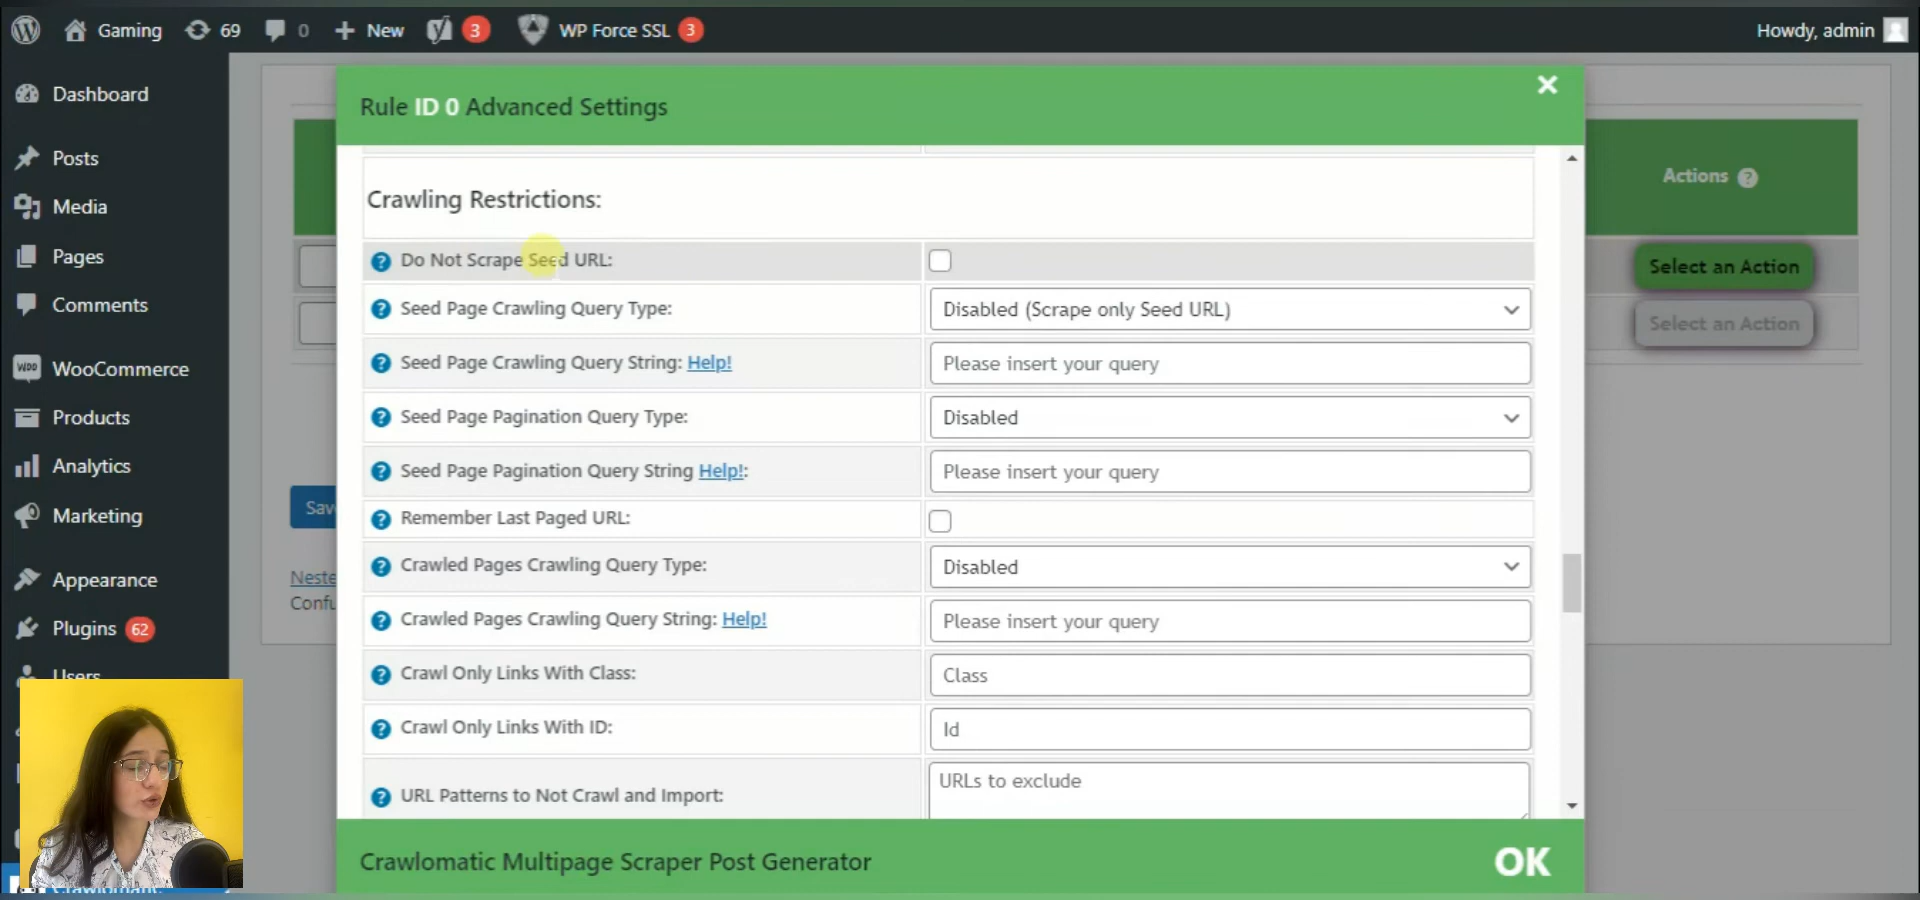 Gaming
69
0
New
3
WP Force SSL
3
Howdy, admin
Dashboard
Posts
Media
Pages
Comments
WOO
WooCommerce
Products
Analytics
Marketing
Appearance
Plugins 62
Users
Rule ID 0 Advanced Settings
Crawling Restrictions:
Do Not Scrape Seed URL:
Seed Page Crawling Query Type:
Disabled (Scrape only Seed URL)
Seed Page Crawling Query String: Help!
Please insert your query
Seed Page Pagination Query Type:
Disabled
Seed Page Pagination Query String Help!:
Please insert your query
Remember Last Paged URL:
Crawled Pages Crawling Query Type:
Disabled
Crawled Pages Crawling Query String: Help!
Please insert your query
Crawl Only Links With Class:
Class
Crawl Only Links With ID:
Id
URL Patterns to Not Crawl and Import:
URLs to exclude
Crawlomatic Multipage Scraper Post Generator
OK
Actions
Select an Action
Select an Action
Sav
Neste
Confu